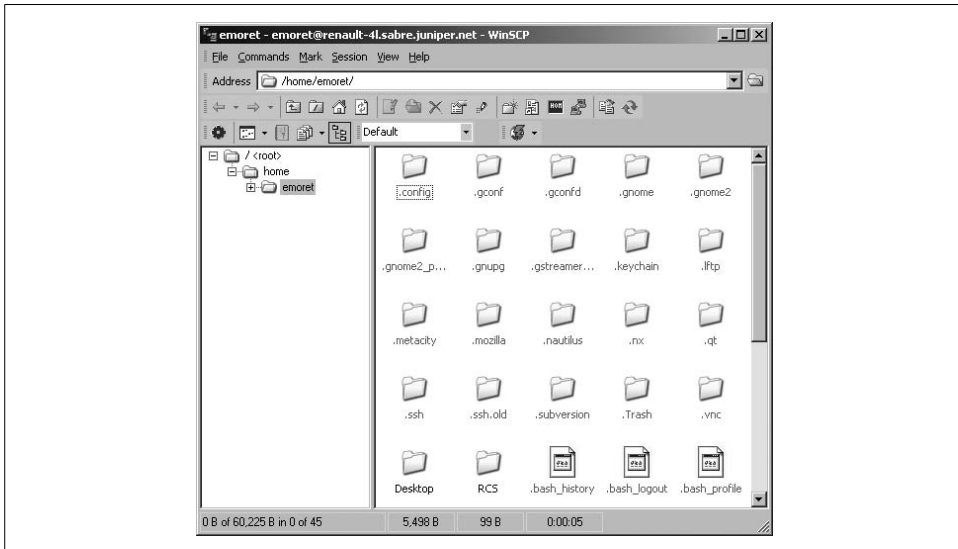 emoret - emoret@renault-4l.sabre.juniper.net - WinSCP
File Commands Mark Session View Help
Address /home/emoret/
Default
/ <root>
home
emoret
.config .gconf .gconfd .gnome .gnome2
.gnome2_p... .gnupg .gstreamer... .keychain .lftp
.metacity .mozilla .nautilus .nx .qt
.ssh .ssh.old .subversion .Trash .vnc
Desktop RCS .bash_history .bash_logout .bash_profile
0 B of 60,225 B in 0 of 45 5,498 B 99 B 0:00:05